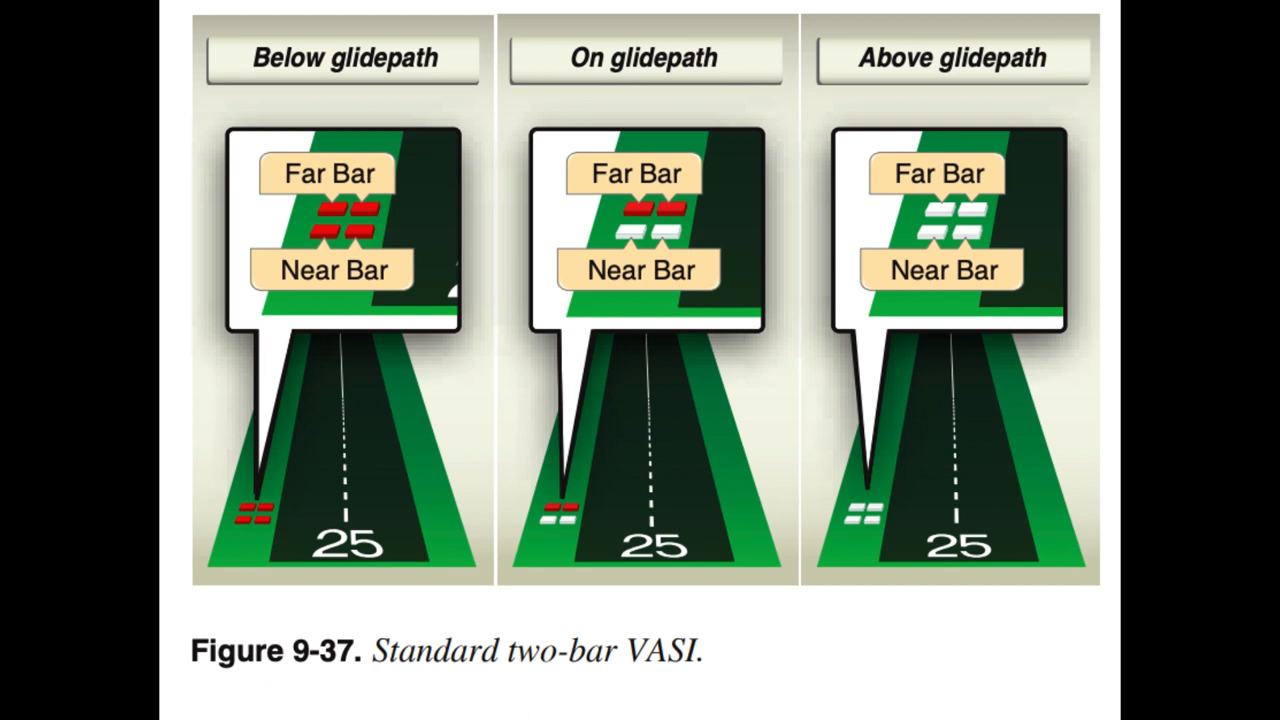 Below glidepath
Far Bar
Near Bar
25
On glidepath
Far Bar
Near Bar
25
Above glidepath
Far Bar
Near Bar
25
Figure 9-37. Standard two-bar VASI.